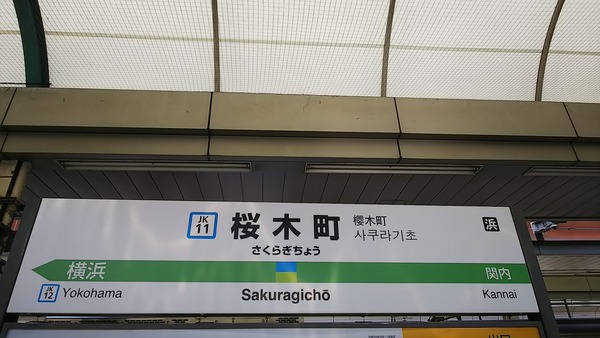 JK
11
桜木町
樱木町
사쿠라기초
さくらぎちょう
浜
横浜
関内
JK
12
Yokohama
Sakuragichō
Kannai